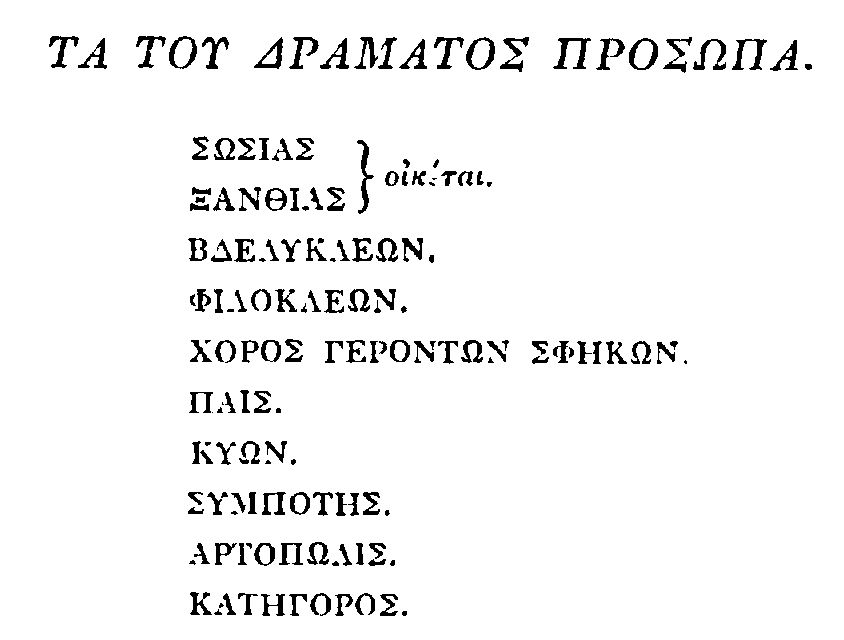 ΤΑ ΤΟΥ ΔΡΑΜΑΤΟΣ ΠΡΟΣΩΠΑ.
ΣΩΣΙΑΣ
ΞΑΝΘΙΑΣ } οἰκέται.
ΒΔΕΛΥΚΛΕΩΝ.
ΦΙΛΟΚΛΕΩΝ.
ΧΟΡΟΣ ΓΕΡΟΝΤΩΝ ΣΦΗΚΩΝ.
ΠΑΙΣ.
ΚΥΩΝ.
ΣΥΜΠΟΤΗΣ.
ΑΡΤΟΠΩΛΙΣ.
ΚΑΤΗΓΟΡΟΣ.